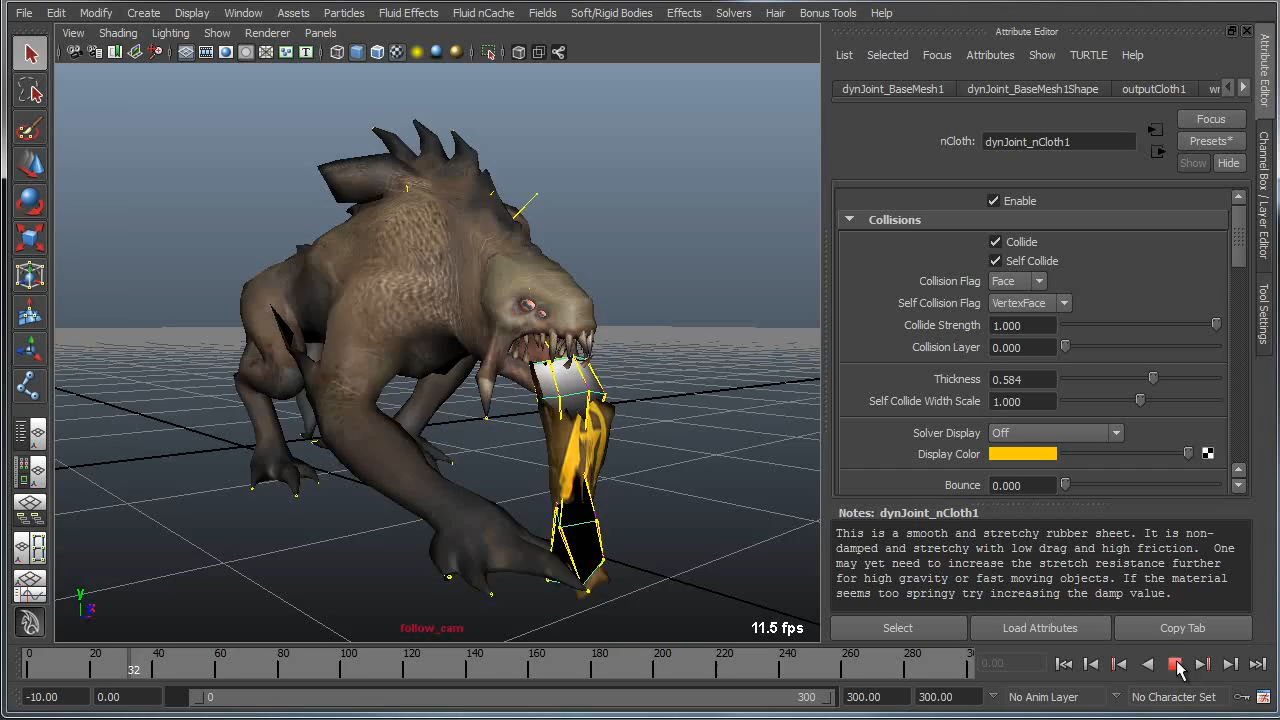 File Edit Modify Create Display Window Assets Particles Fluid Effects Fluid nCache Fields Soft/Rigid Bodies Effects Solvers Hair Bonus Tools Help
View Shading Lighting Show Renderer Panels
Attribute Editor
List Selected Focus Attributes Show TURTLE Help
dynJoint_BaseMesh1 dynJoint_BaseMesh1Shape outputCloth1
Focus
nCloth: dynJoint_nCloth1 Presets*
Show Hide
Enable
Collisions
Collide
Self Collide
Collision Flag Face
Self Collision Flag VertexFace
Collide Strength 1.000
Collision Layer 0.000
Thickness 0.584
Self Collide Width Scale 1.000
Solver Display Off
Display Color
Bounce 0.000
Notes: dynJoint_nCloth1
This is a smooth and stretchy rubber sheet. It is non-
damped and stretchy with low drag and high friction. One
may yet need to increase the stretch resistance further
for high gravity or fast moving objects. If the material
seems too springy try increasing the damp value.
Select Load Attributes Copy Tab
Attribute Editor
Channel Box / Layer Editor
Tool Settings
y
follow_cam
11.5 fps
0 20 40 60 80 100 120 140 160 180 200 220 240 260 280
32
0.00
-10.00 0.00 0 300 300.00 300.00 No Anim Layer No Character Set